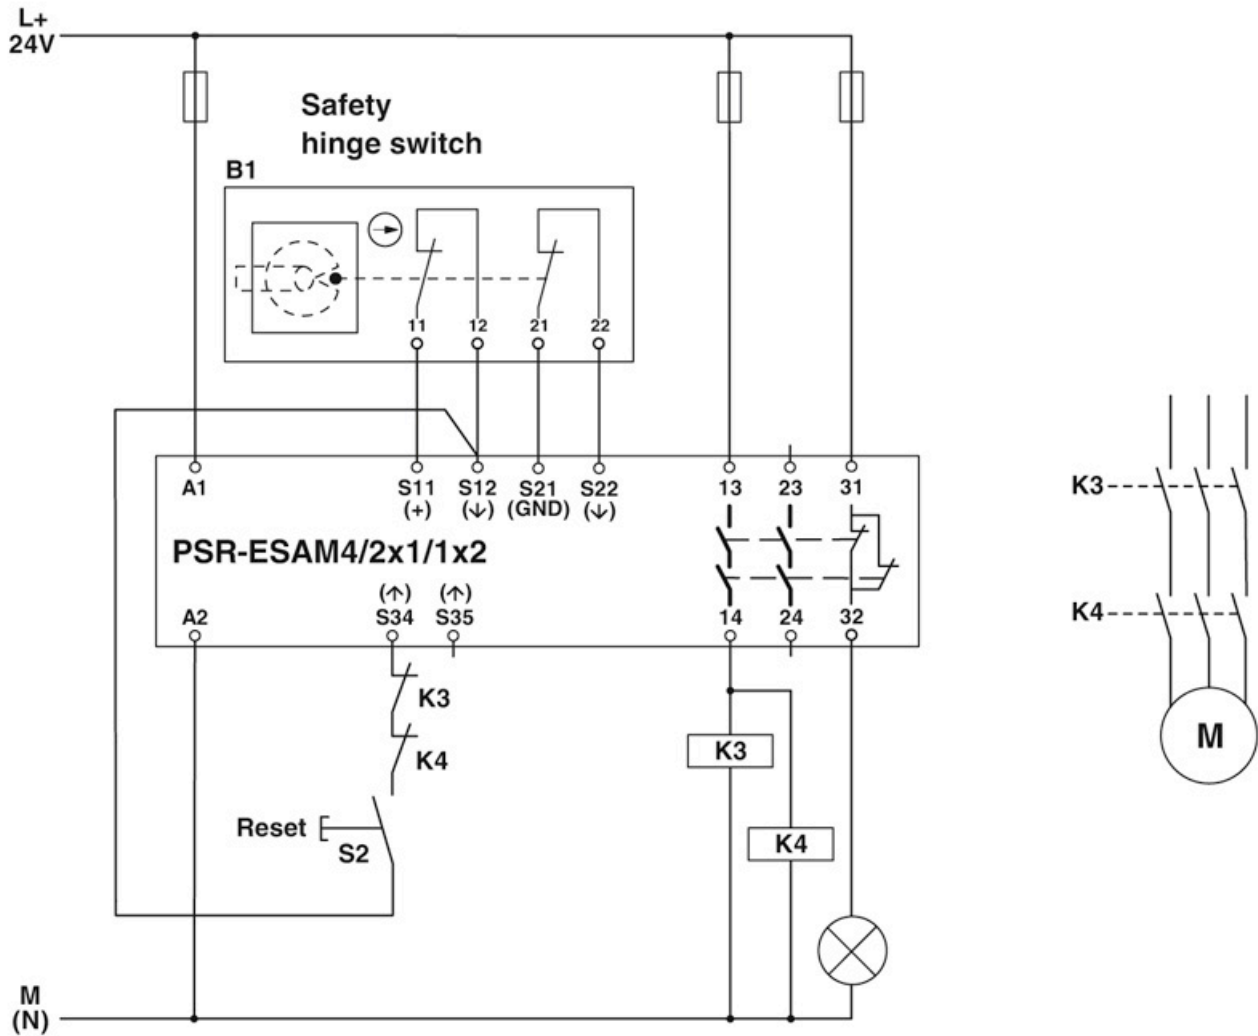 L+
24V
Safety
hinge switch
B1
11 12 21 22
A1 S11 S12 S21 S22 13 23 31
(+) (↓) (GND) (↓)
PSR-ESAM4/2x1/1x2
(↑) (↑)
A2 S34 S35 14 24 32
K3
K4
Reset
S2
K3
K4
M
(N)
K3
K4
M